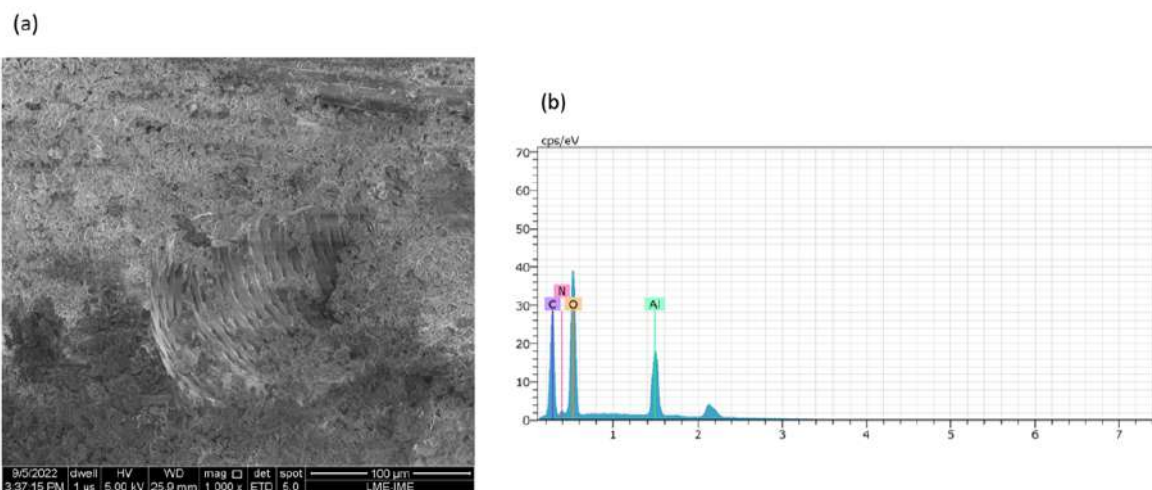 (a)
(b)
cps/eV
70
60
50
40
30
20
10
0
C N O Al
1 2 3 4 5 6 7
9/5/2022 dwell HV WD mag det spot 100 µm
3:37:15 PM 1 µs 5.00 kV 25.9 mm 1 000 x ETD 5.0 LME-IME